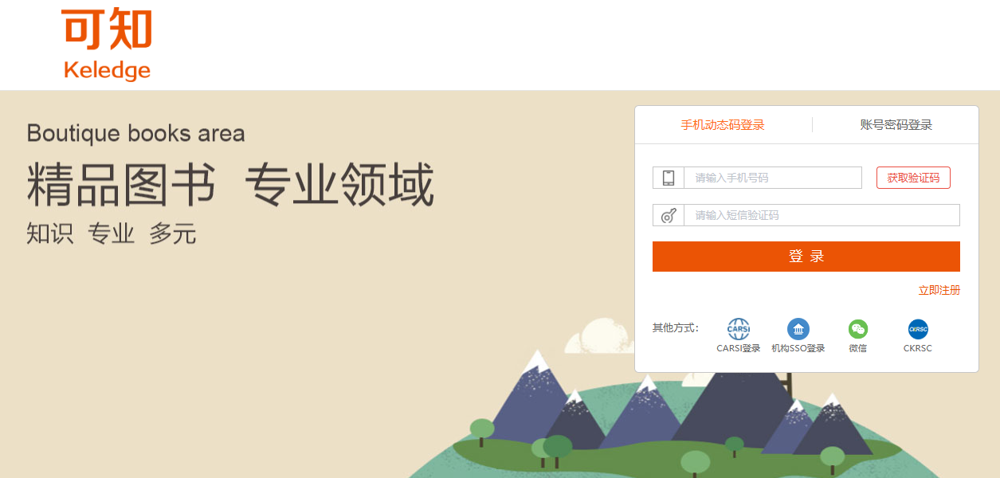 可知
Keledge
Boutique books area
精品图书 专业领域
知识 专业 多元
手机动态码登录
账号密码登录
请输入手机号码
获取验证码
请输入短信验证码
登 录
立即注册
其他方式：
CARSI
CARSI登录
机构SSO登录
微信
CKRSC
CKRSC